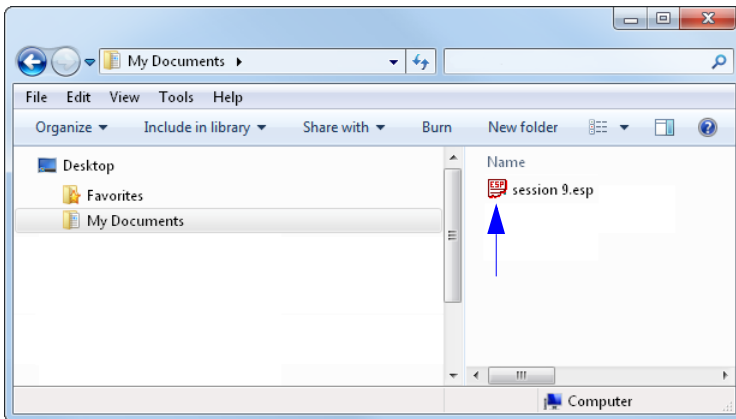 My Documents
File Edit View Tools Help
Organize Include in library Share with Burn New folder
Desktop
Favorites
My Documents
Name
ESP session 9.esp
Computer